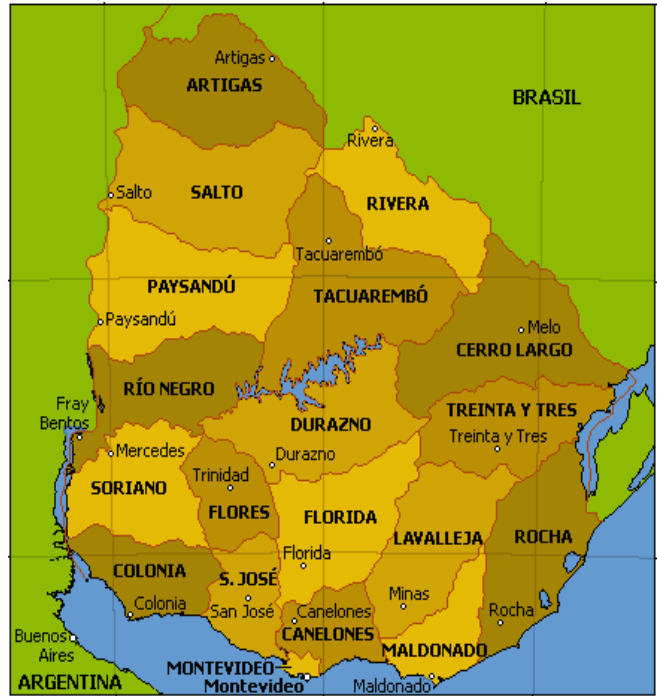 Artigas
ARTIGAS
BRASIL
Rivera
Salto
SALTO
RIVERA
Tacuarembó
PAYSANDÚ
TACUAREMBÓ
Paysandú
Melo
CERRO LARGO
RÍO NEGRO
Fray
Bentos
TREINTA Y TRES
DURAZNO
Treinta y Tres
Mercedes
Durazno
Trinidad
SORIANO
FLORES
FLORIDA
LAVALLEJA
ROCHA
Florida
COLONIA
S. JOSÉ
Minas
Colonia
San José
Canelones
Rocha
CANELONES
Buenos
Aires
MALDONADO
MONTEVIDEO
ARGENTINA
Montevideo
Maldonado